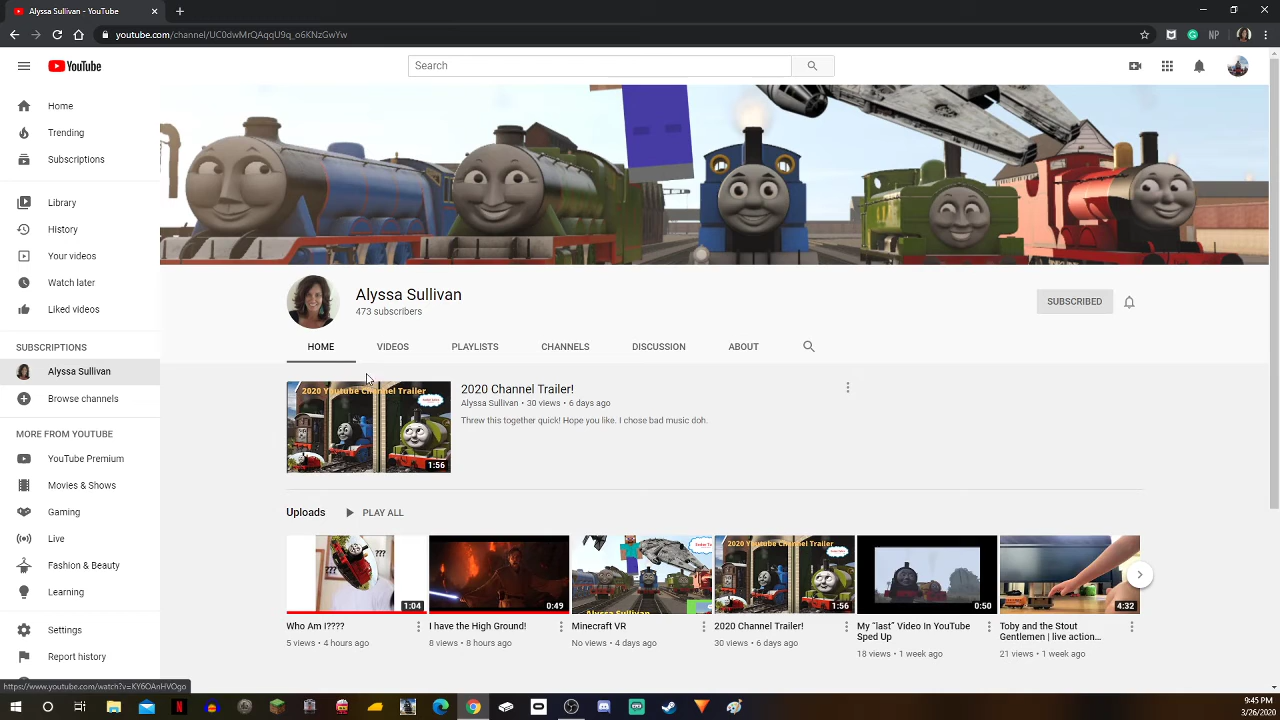 Alyssa Sullivan
youtube.com/channel/UC0dwMrQAqqU9q_o6KNzGwYw
NP
YouTube
Search
Home
Trending
Subscriptions
Library
History
Your videos
Watch later
Liked videos
SUBSCRIPTIONS
Alyssa Sullivan
Browse channels
MORE FROM YOUTUBE
YouTube Premium
Movies & Shows
Gaming
Live
Fashion & Beauty
Learning
Settings
Report history
https://www.youtube.com/watch?v=KY6OAnHVOgo
Alyssa Sullivan
473 subscribers
SUBSCRIBED
HOME VIDEOS PLAYLISTS CHANNELS DISCUSSION ABOUT
2020 Youtube Channel Trailer
1:56
2020 Channel Trailer!
Alyssa Sullivan • 30 views • 6 days ago
Threw this together quick! Hope you like. I chose bad music doh.
Uploads PLAY ALL
???
1:04
Who Am I????
5 views • 4 hours ago
0:49
I have the High Ground!
8 views • 8 hours ago
Alyssa Sullivan
Minecraft VR
No views • 4 days ago
2020 Youtube Channel Trailer
1:56
2020 Channel Trailer!
30 views • 6 days ago
0:50
My “last” Video In YouTube
Sped Up
18 views • 1 week ago
4:32
Toby and the Stout
Gentlemen | live action...
21 views • 1 week ago
9:45 PM
3/26/2020